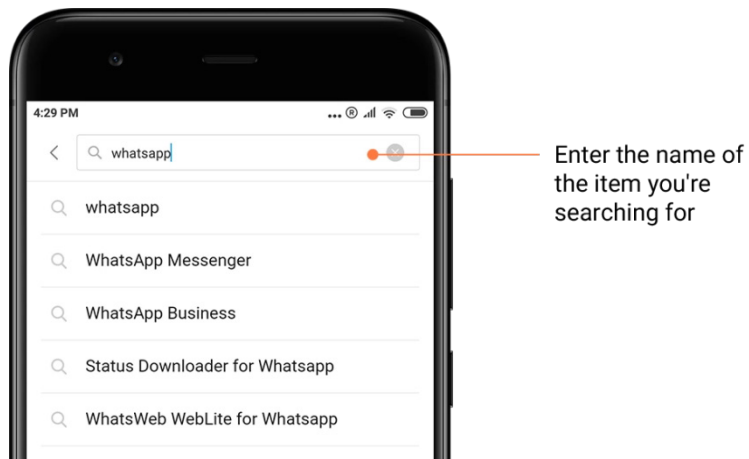 4:29 PM ... ®
whatsapp
Enter the name of
the item you're
searching for
whatsapp
WhatsApp Messenger
WhatsApp Business
Status Downloader for Whatsapp
WhatsWeb WebLite for Whatsapp